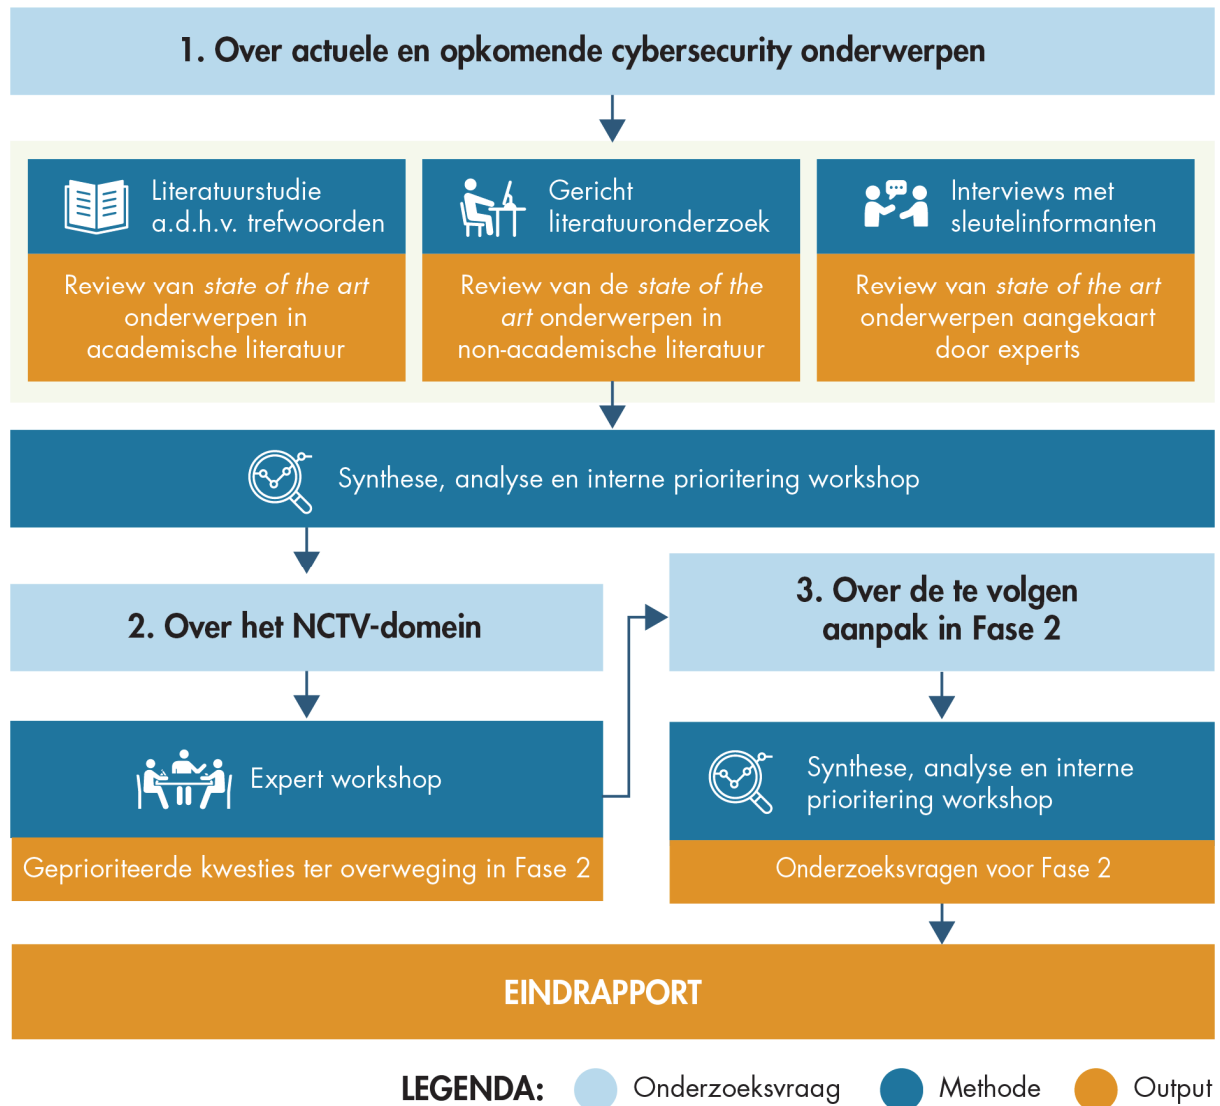 1. Over actuele en opkomende cybersecurity onderwerpen
Literatuurstudie
a.d.h.v. trefwoorden
Review van state of the art
onderwerpen in
academische literatuur
Gericht
literatuuronderzoek
Review van de state of the
art onderwerpen in
non-academische literatuur
Interviews met
sleutelinformanten
Review van state of the art
onderwerpen aangekaart
door experts
Synthese, analyse en interne prioritering workshop
2. Over het NCTV-domein
Expert workshop
Geprioriteerde kwesties ter overweging in Fase 2
3. Over de te volgen
aanpak in Fase 2
Synthese, analyse en interne
prioritering workshop
Onderzoeksvragen voor Fase 2
EINDRAPPORT
LEGENDA: Onderzoeksvraag Methode Output